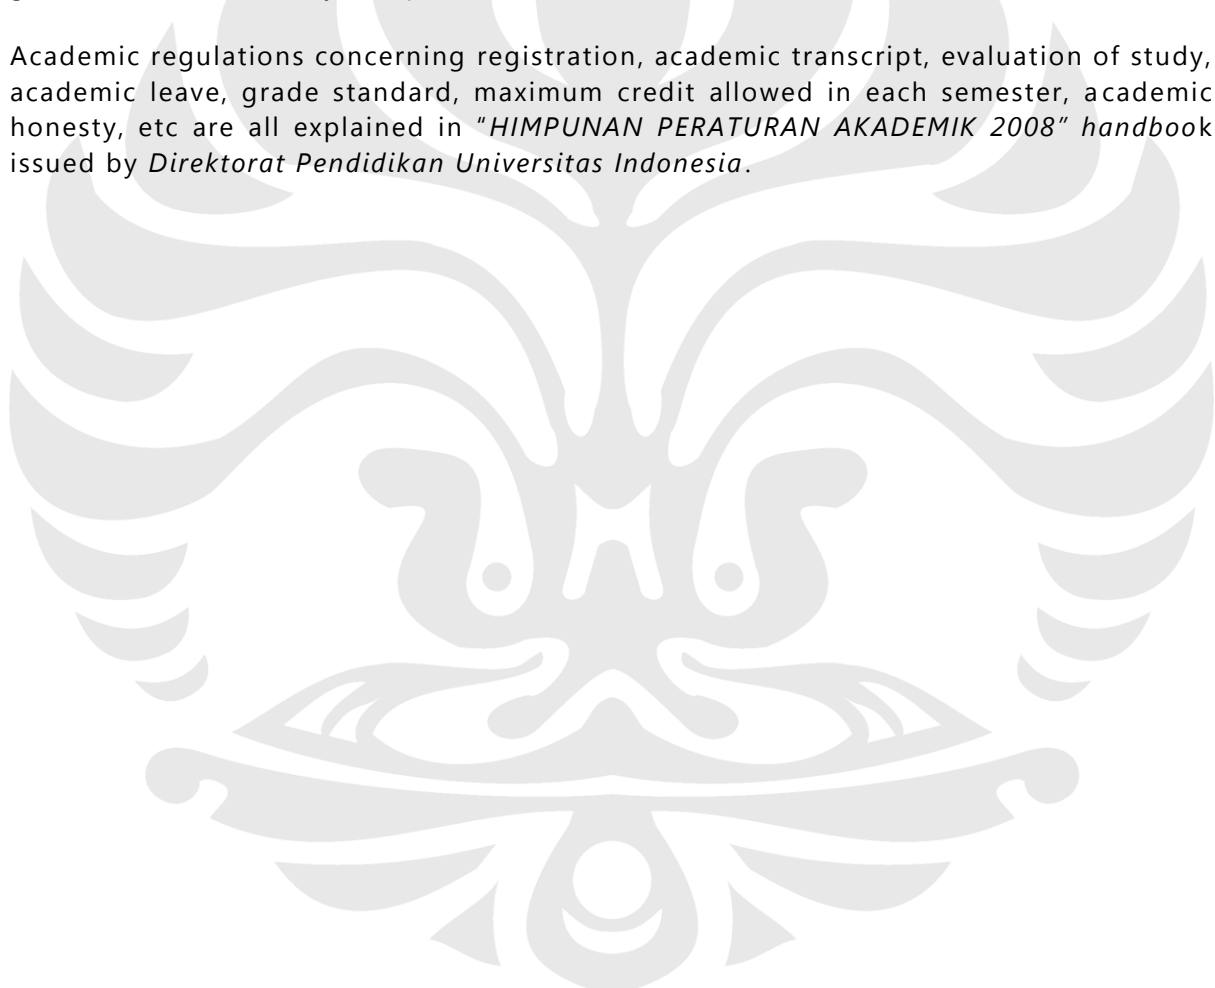 Academic regulations concerning registration, academic transcript, evaluation of study,
academic leave, grade standard, maximum credit allowed in each semester, academic
honesty, etc are all explained in “HIMPUNAN PERATURAN AKADEMIK 2008” handbook
issued by Direktorat Pendidikan Universitas Indonesia.